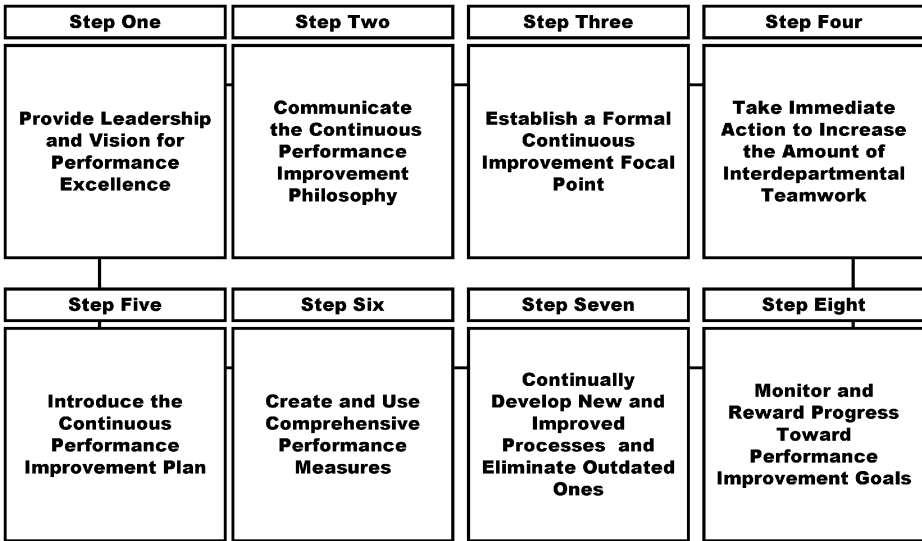 Step One
Provide Leadership
and Vision for
Performance
Excellence
Step Two
Communicate
the Continuous
Performance
Improvement
Philosophy
Step Three
Establish a Formal
Continuous
Improvement Focal
Point
Step Four
Take Immediate
Action to Increase
the Amount of
Interdepartmental
Teamwork
Step Five
Introduce the
Continuous
Performance
Improvement Plan
Step Six
Create and Use
Comprehensive
Performance
Measures
Step Seven
Continually
Develop New and
Improved
Processes and
Eliminate Outdated
Ones
Step Eight
Monitor and
Reward Progress
Toward
Performance
Improvement Goals